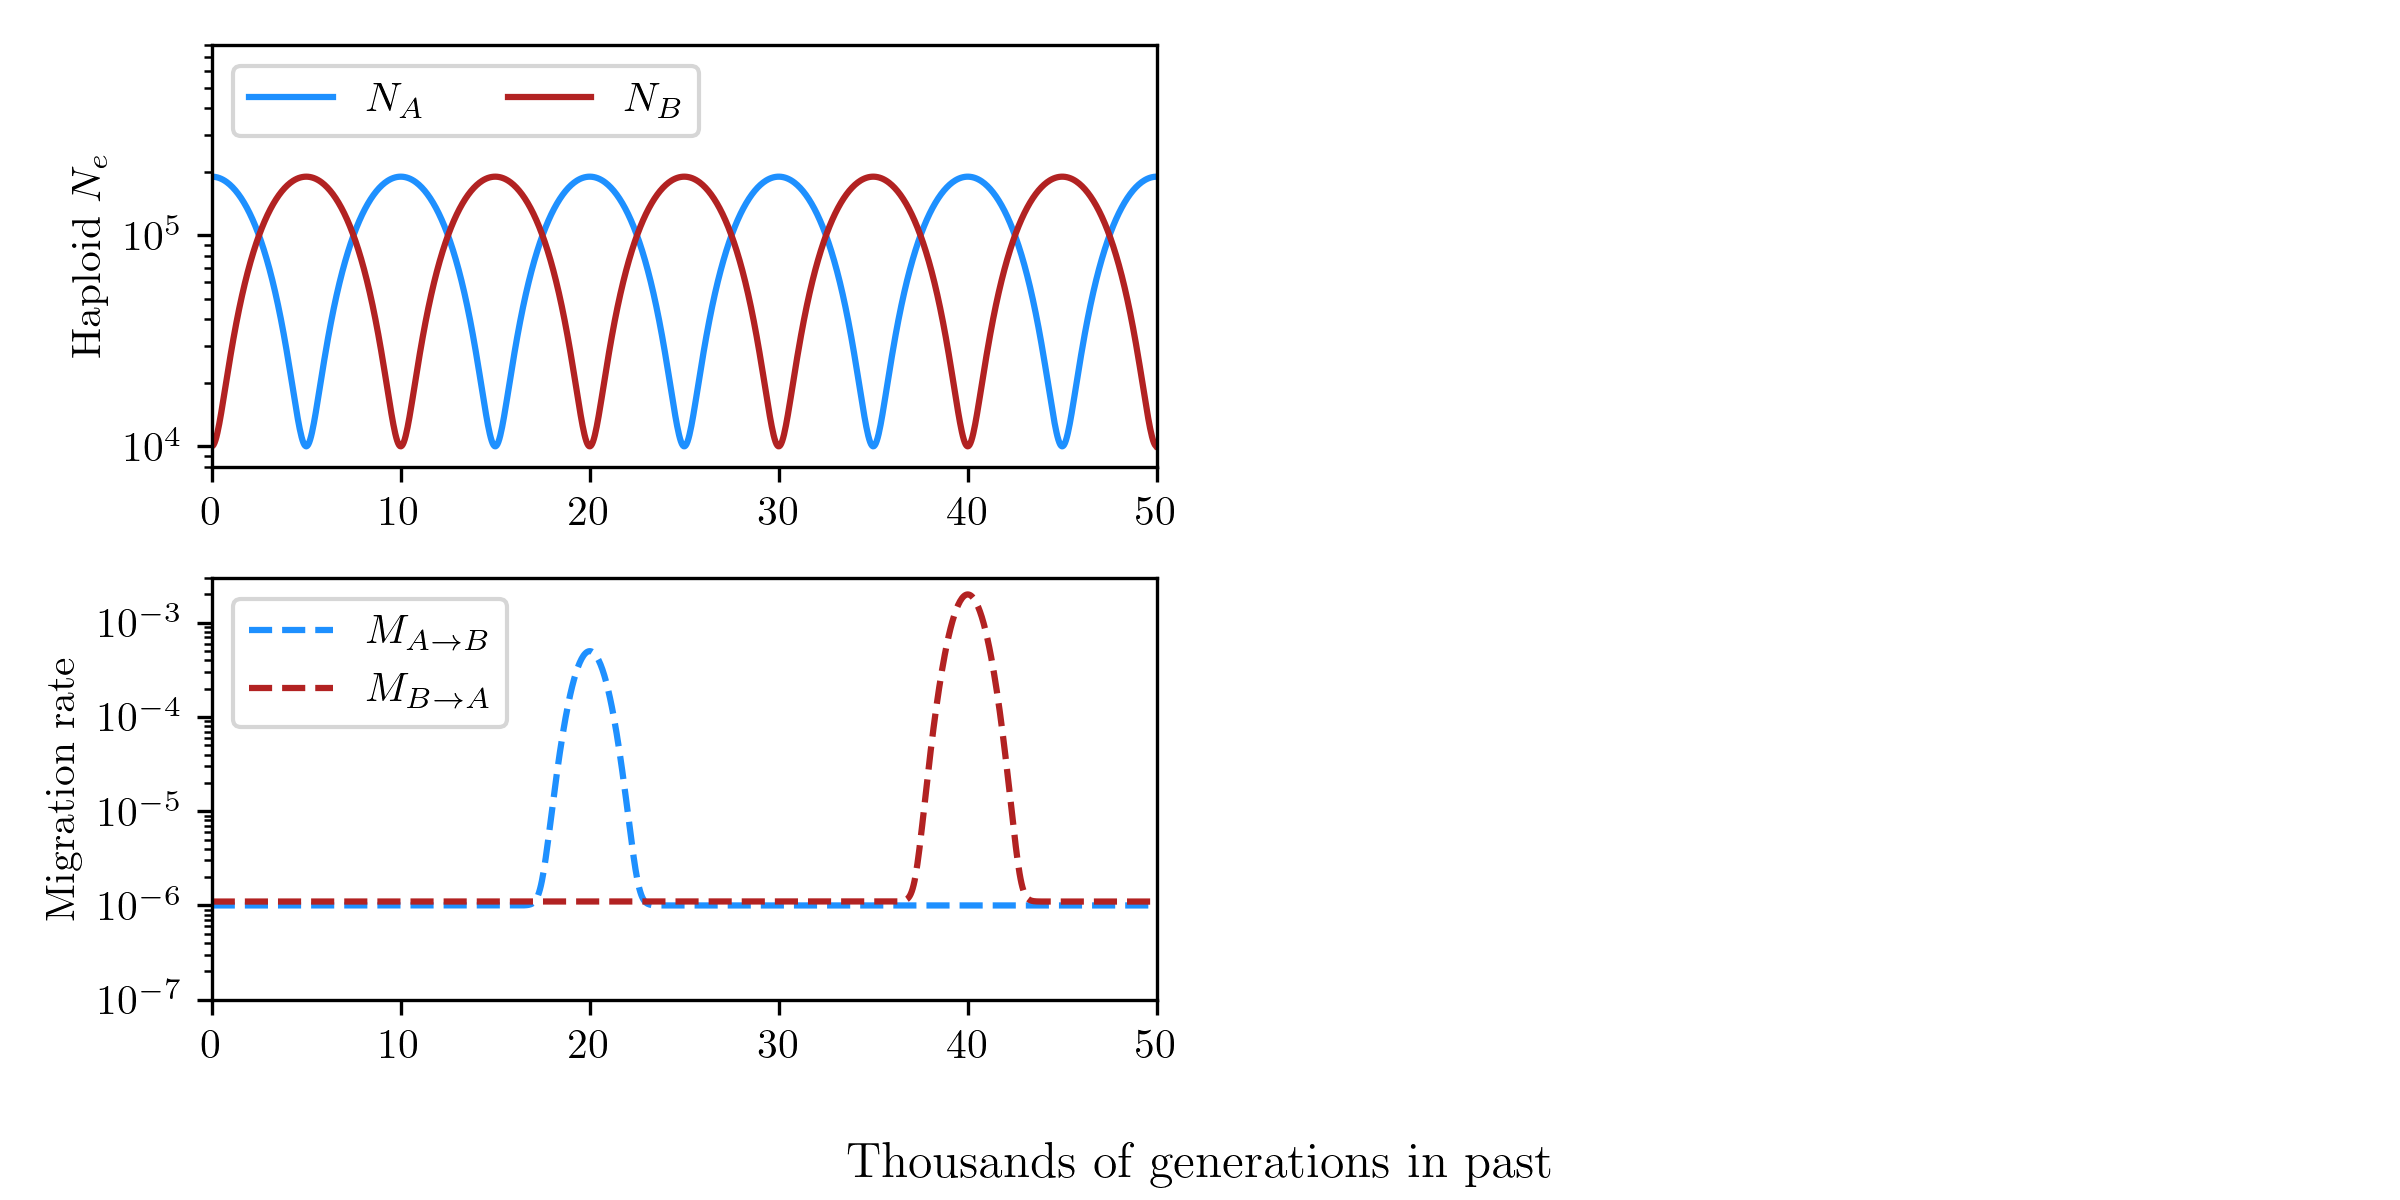 N_A N_B
Haploid N_e
10^5
10^4
0 10 20 30 40 50
M_{A→B}
M_{B→A}
Migration rate
10^{-3}
10^{-4}
10^{-5}
10^{-6}
10^{-7}
0 10 20 30 40 50
Thousands of generations in past